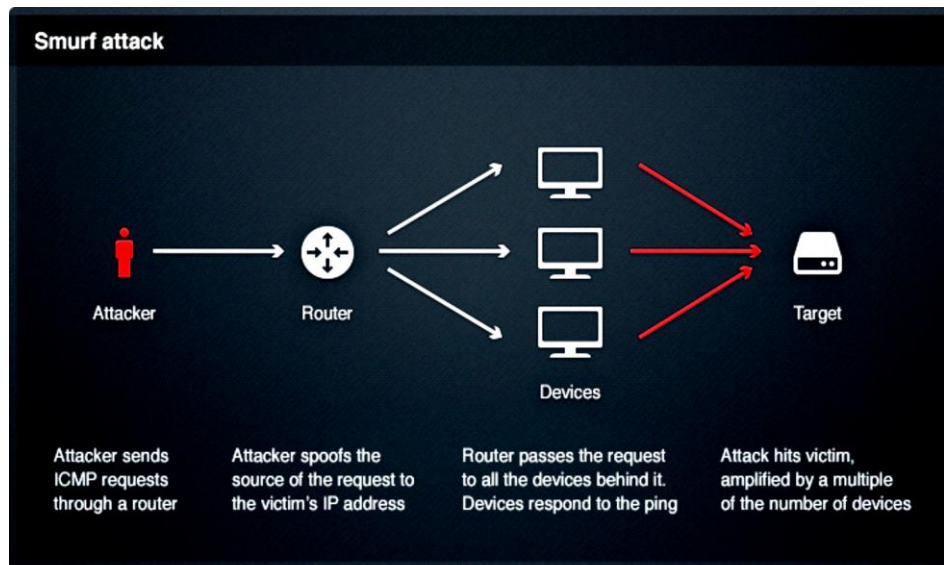 Smurf attack
Attacker
Router
Devices
Target
Attacker sends
ICMP requests
through a router
Attacker spoofs the
source of the request to
the victim's IP address
Router passes the request
to all the devices behind it.
Devices respond to the ping
Attack hits victim,
amplified by a multiple
of the number of devices